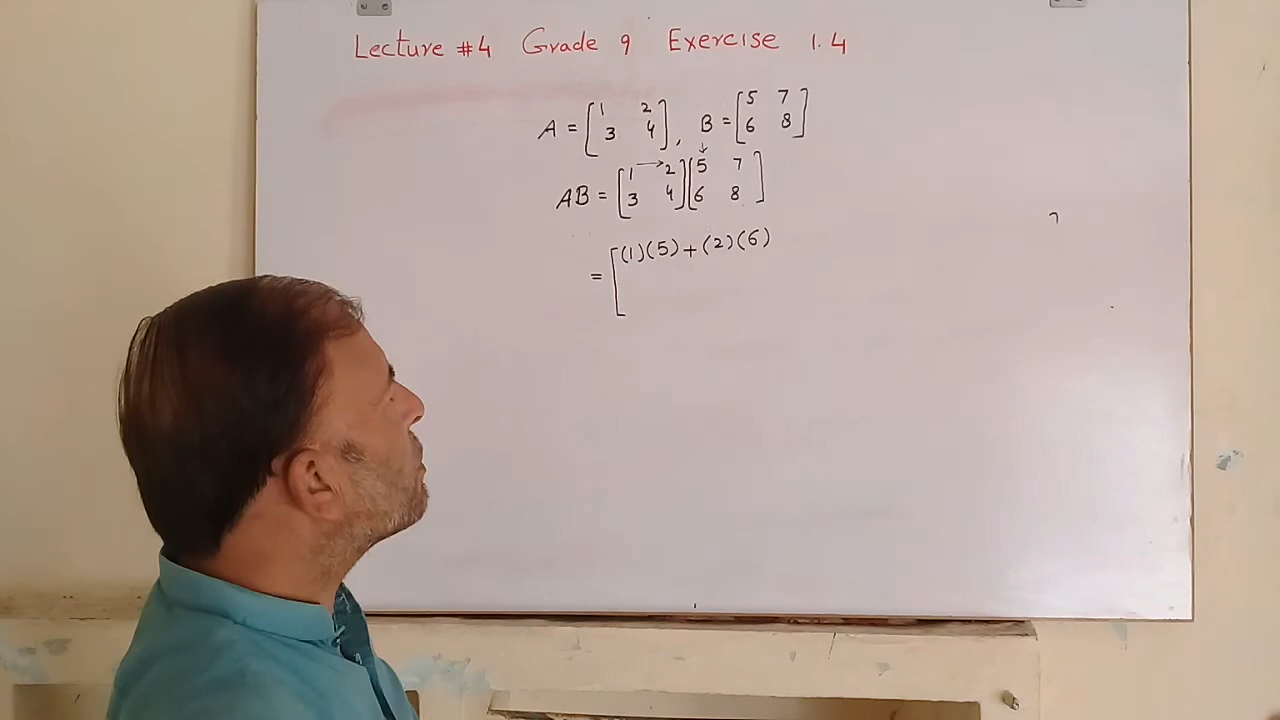 Lecture #4 Grade 9 Exercise 1.4
A = [1 2
3 4], B = [5 7
6 8]
↓
AB = [1 → 2
3 4] [5 7
6 8]
= [(1)(5) + (2)(6)